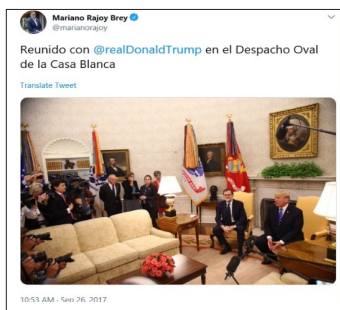 Mariano Rajoy Brey
@marianorajoy
Reunido con @realDonaldTrump en el Despacho Oval
de la Casa Blanca
Translate Tweet
10:53 AM · Sep 26, 2017